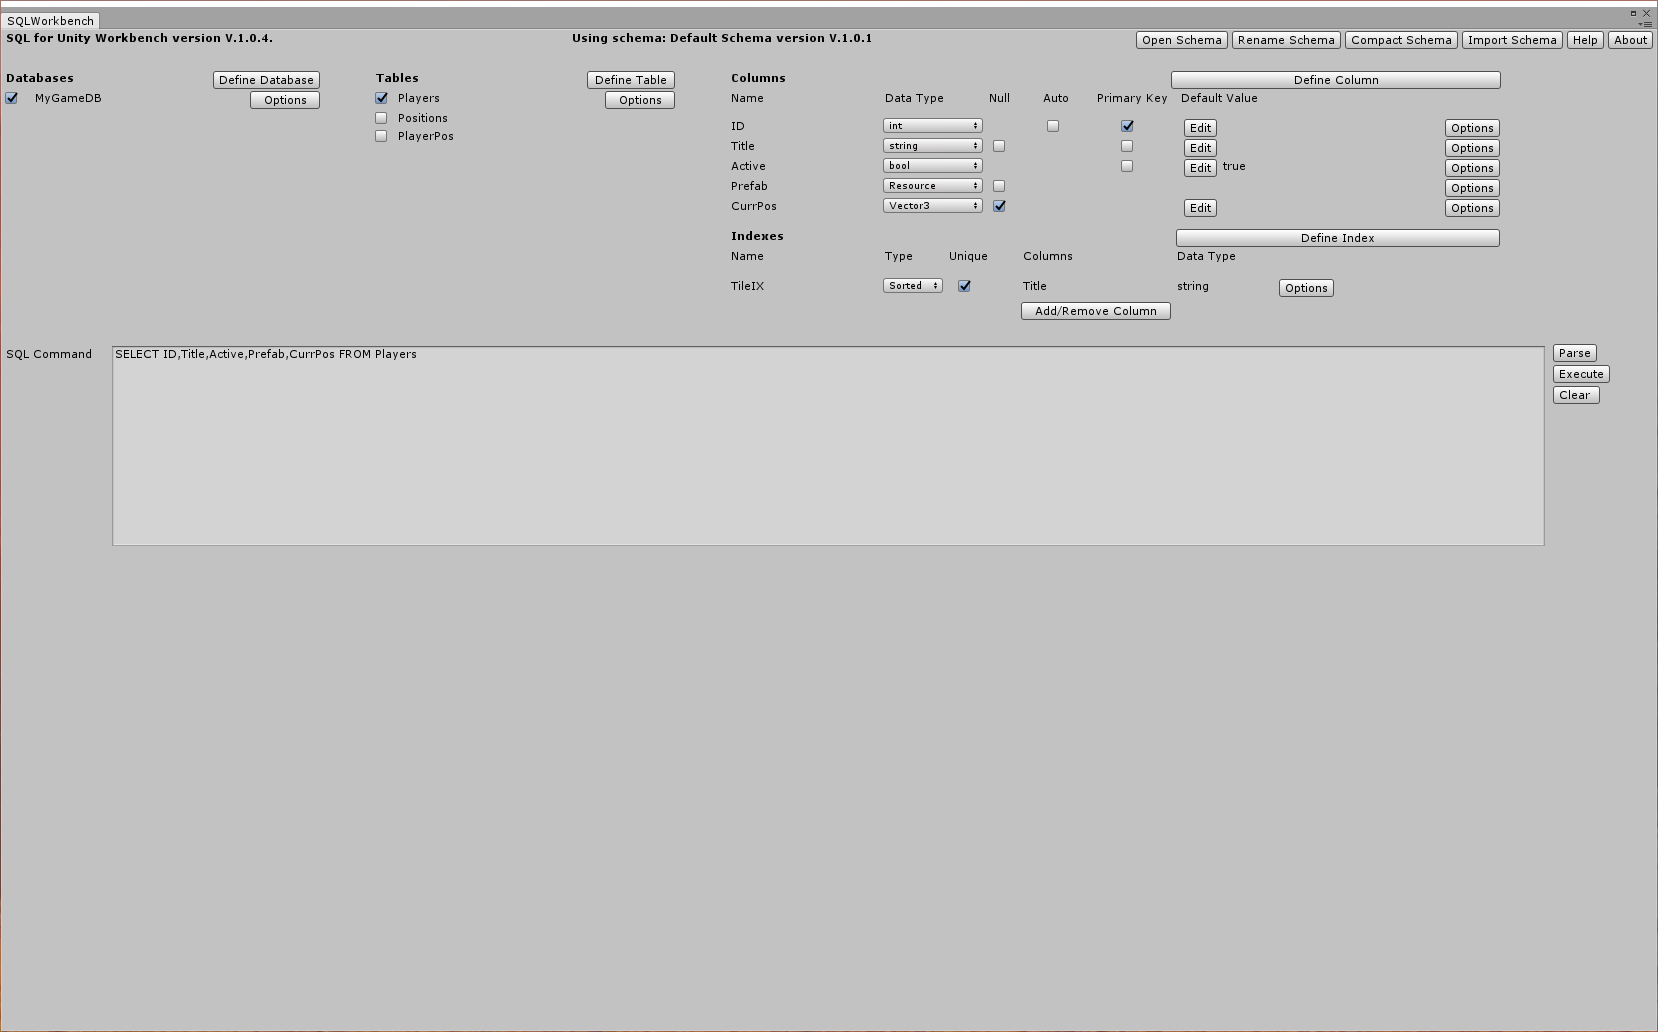 SQLWorkbench
SQL for Unity Workbench version V.1.0.4. Using schema: Default Schema version V.1.0.1 Open Schema Rename Schema Compact Schema Import Schema Help About
Databases Define Database Tables Define Table Columns Define Column
MyGameDB Options Players Options Name Data Type Null Auto Primary Key Default Value
Positions
ID int Edit Options
PlayerPos
Title string Edit Options
Active bool Edit true Options
Prefab Resource Options
CurrPos Vector3 Edit Options
Indexes Define Index
Name Type Unique Columns Data Type
TileIX Sorted Title string Options
Add/Remove Column
SQL Command SELECT ID,Title,Active,Prefab,CurrPos FROM Players Parse
Execute
Clear